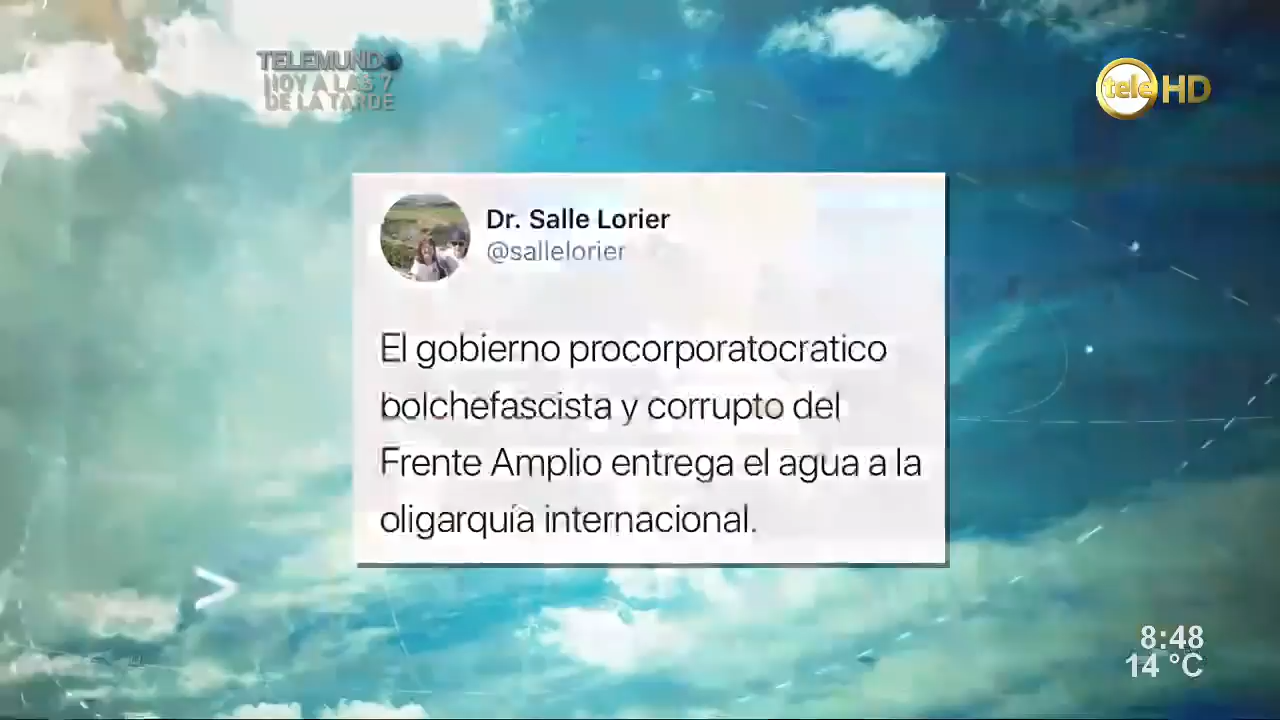 TELEMUNDO
HOY A LAS 7
DE LA TARDE
tele HD
Dr. Salle Lorier
@sallelorier
El gobierno procorporatocratico
bolchefascista y corrupto del
Frente Amplio entrega el agua a la
oligarquía internacional.
8:48
14 °C